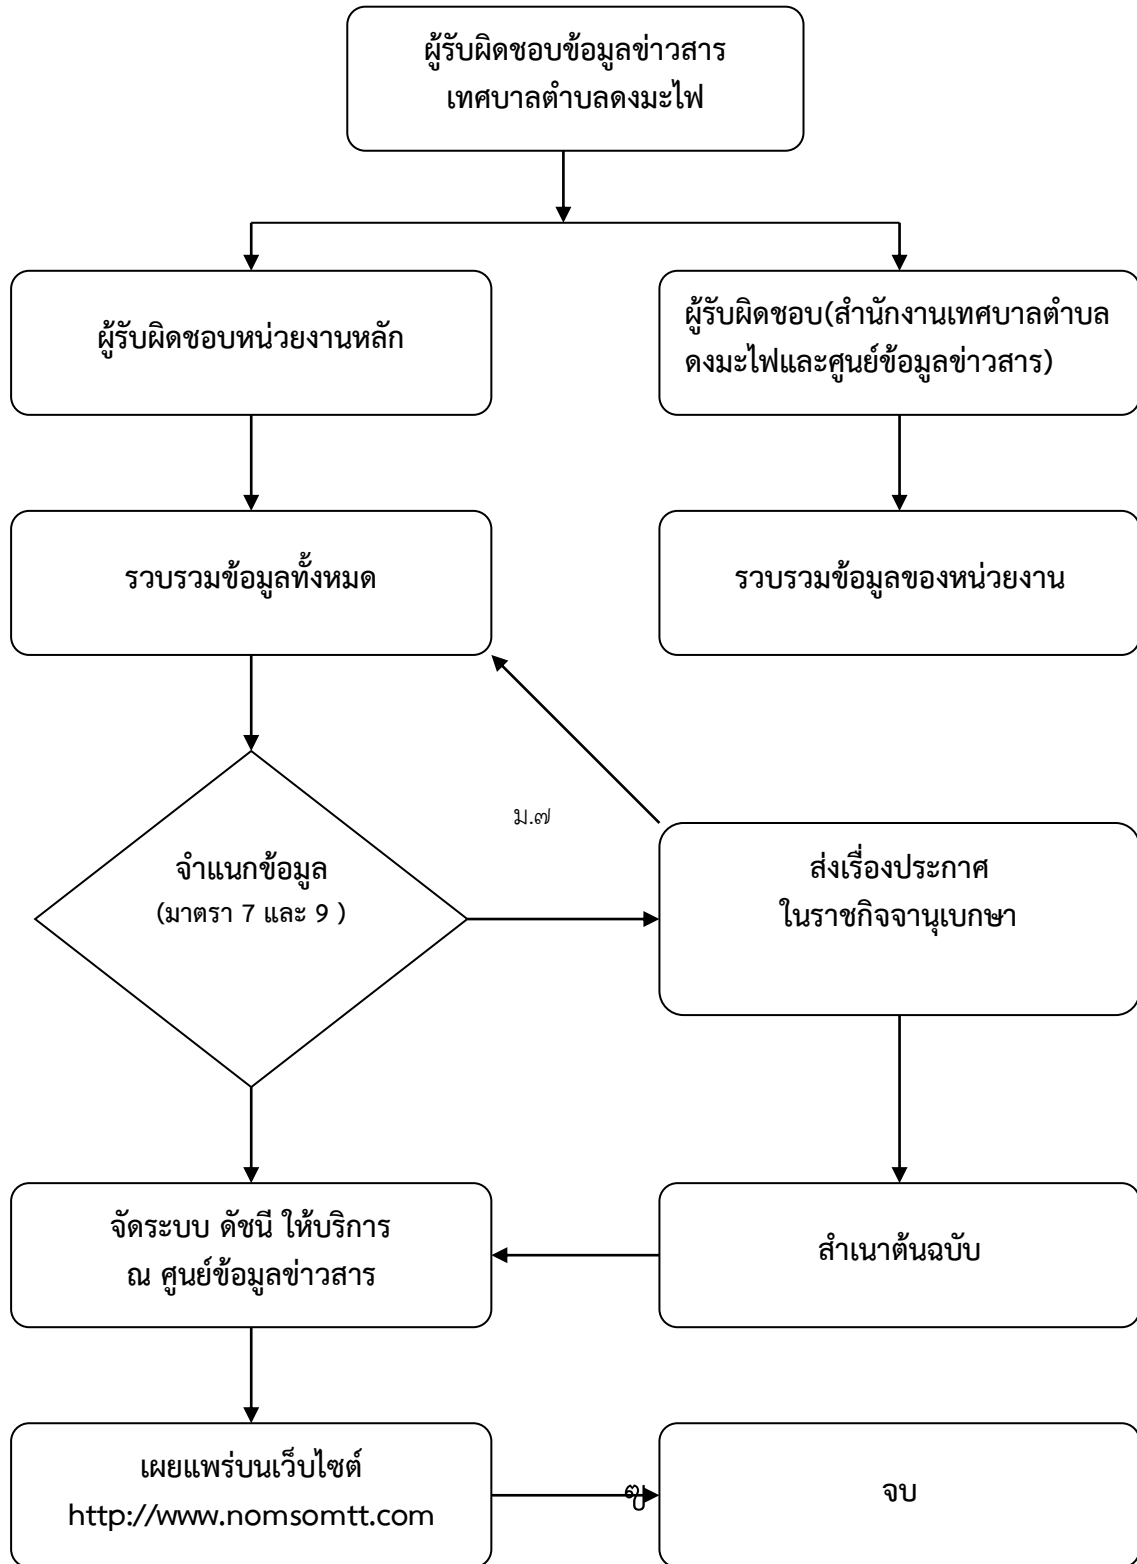 ผู้รับผิดชอบข้อมูลข่าวสาร
เทศบาลตำบลดงมะไฟ
ผู้รับผิดชอบหน่วยงานหลัก
ผู้รับผิดชอบ(สำนักงานเทศบาลตำบล
ดงมะไฟและศูนย์ข้อมูลข่าวสาร)
รวบรวมข้อมูลทั้งหมด
รวบรวมข้อมูลของหน่วยงาน
ม.๗
จำแนกข้อมูล
(มาตรา 7 และ 9 )
ส่งเรื่องประกาศ
ในราชกิจจานุเบกษา
จัดระบบ ดัชนี ให้บริการ
ณ ศูนย์ข้อมูลข่าวสาร
สำเนาต้นฉบับ
เผยแพร่บนเว็บไซต์
http://www.nomsomtt.com
จบ